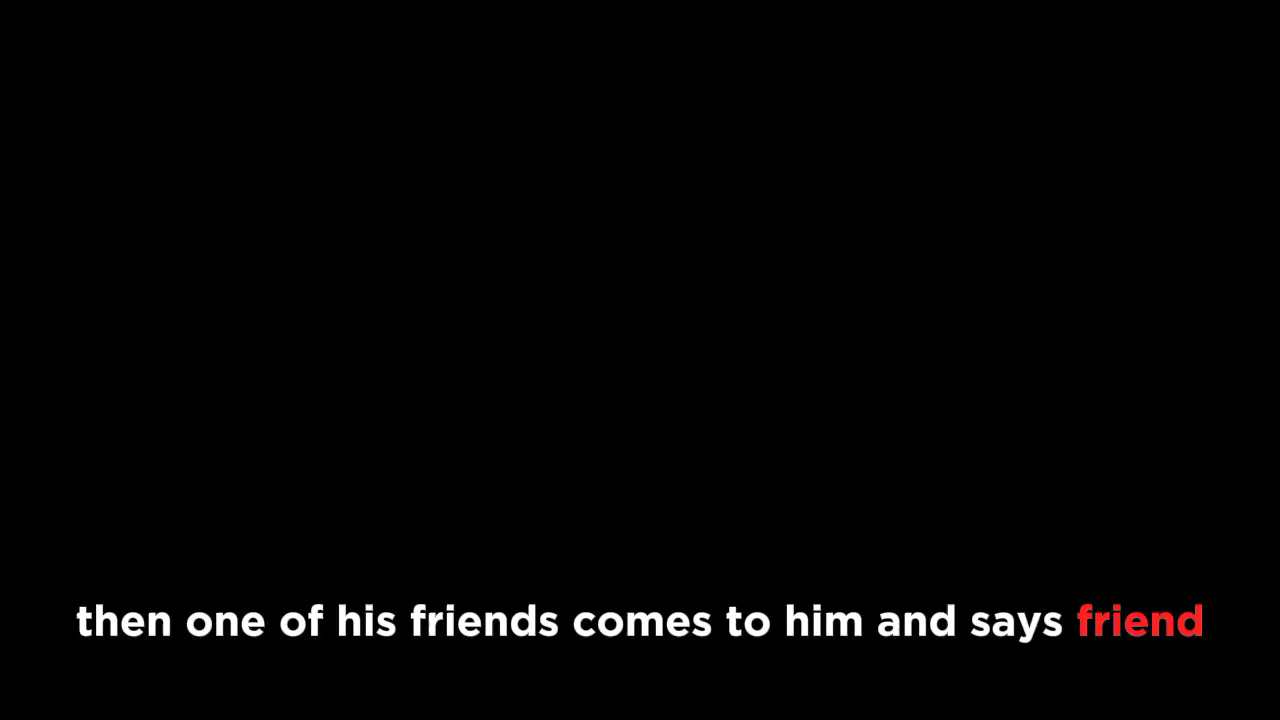 then one of his friends comes to him and says friend